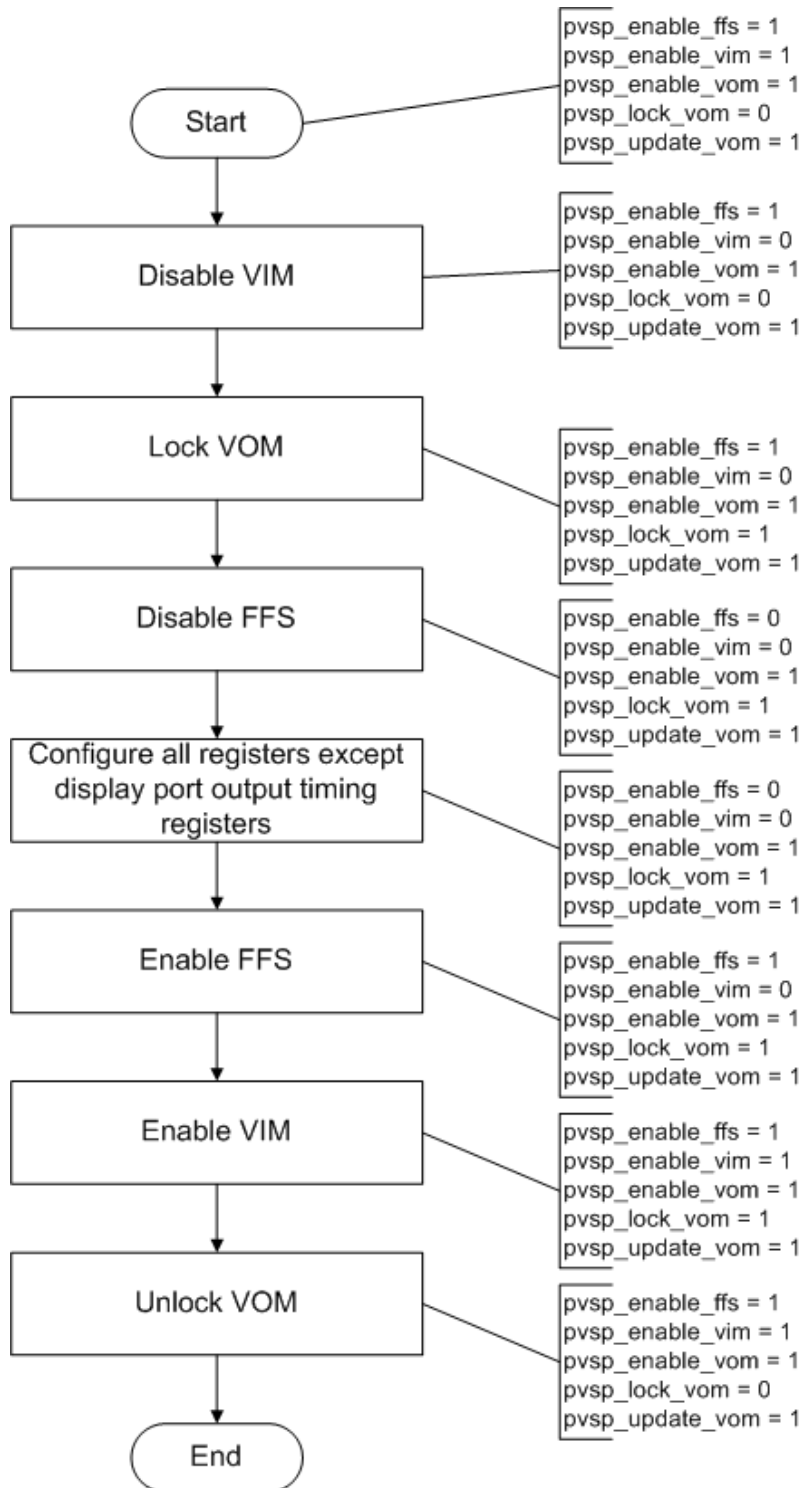 Start
pvsp_enable_ffs = 1
pvsp_enable_vim = 1
pvsp_enable_vom = 1
pvsp_lock_vom = 0
pvsp_update_vom = 1
Disable VIM
pvsp_enable_ffs = 1
pvsp_enable_vim = 0
pvsp_enable_vom = 1
pvsp_lock_vom = 0
pvsp_update_vom = 1
Lock VOM
pvsp_enable_ffs = 1
pvsp_enable_vim = 0
pvsp_enable_vom = 1
pvsp_lock_vom = 1
pvsp_update_vom = 1
Disable FFS
pvsp_enable_ffs = 0
pvsp_enable_vim = 0
pvsp_enable_vom = 1
pvsp_lock_vom = 1
pvsp_update_vom = 1
Configure all registers except
display port output timing
registers
pvsp_enable_ffs = 0
pvsp_enable_vim = 0
pvsp_enable_vom = 1
pvsp_lock_vom = 1
pvsp_update_vom = 1
Enable FFS
pvsp_enable_ffs = 1
pvsp_enable_vim = 0
pvsp_enable_vom = 1
pvsp_lock_vom = 1
pvsp_update_vom = 1
Enable VIM
pvsp_enable_ffs = 1
pvsp_enable_vim = 1
pvsp_enable_vom = 1
pvsp_lock_vom = 1
pvsp_update_vom = 1
Unlock VOM
pvsp_enable_ffs = 1
pvsp_enable_vim = 1
pvsp_enable_vom = 1
pvsp_lock_vom = 0
pvsp_update_vom = 1
End